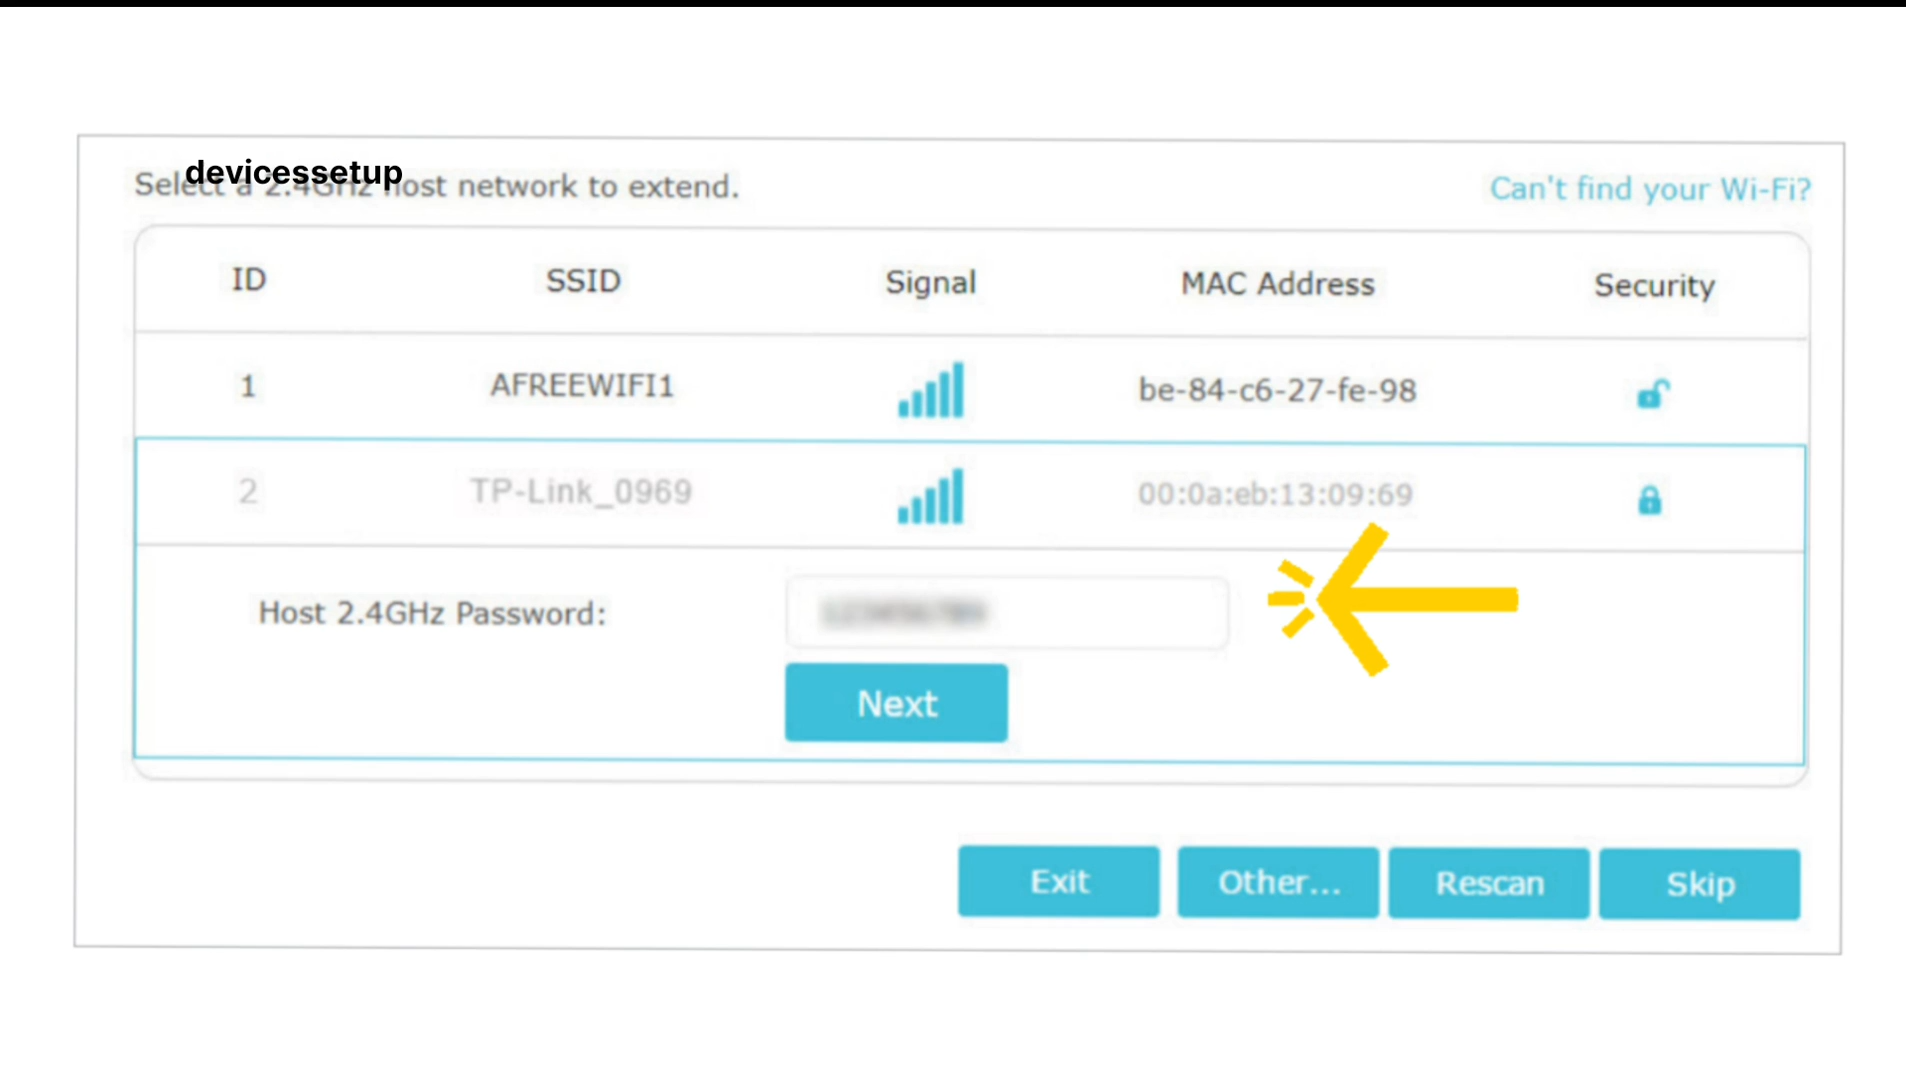 devicessetup
Select a 2.4GHz host network to extend.
Can't find your Wi-Fi?
ID SSID Signal MAC Address Security
1 AFREEWIFI1 be-84-c6-27-fe-98
2 TP-Link_0969 00:0a:eb:13:09:69
Host 2.4GHz Password:
Next
Exit Other... Rescan Skip